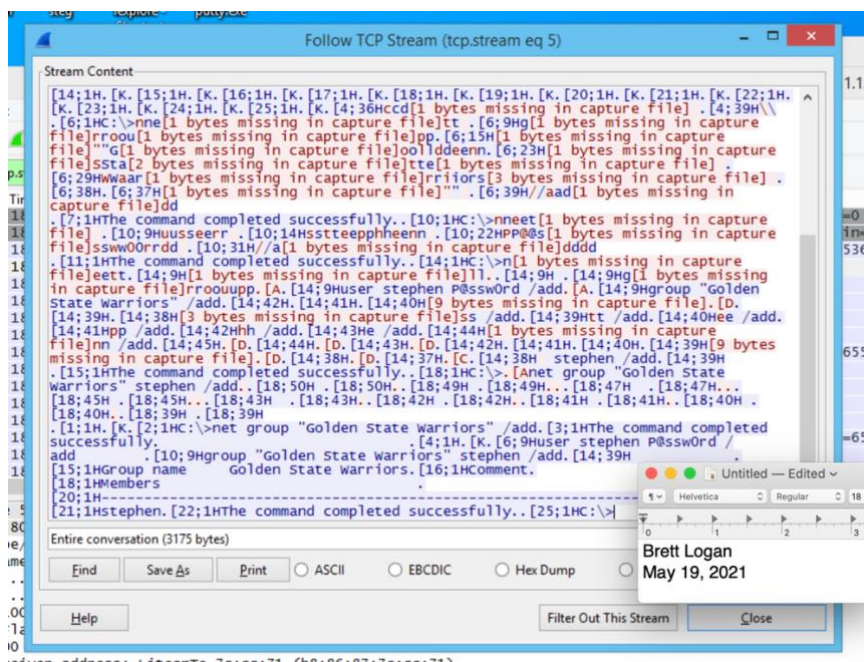 steg iExplore - putty.exe
Follow TCP Stream (tcp.stream eq 5)
Stream Content
[14;1H.[K.[15;1H.[K.[16;1H.[K.[17;1H.[K.[18;1H.[K.[19;1H.[K.[20;1H.[K.[21;1H.[K.[22;1H.
[K.[23;1H.[K.[24;1H.[K.[25;1H.[K.[4;36Hccd[1 bytes missing in capture file] .[4;39H\\
.[6;1HC:\>nne[1 bytes missing in capture file]tt .[6;9Hg[1 bytes missing in capture
file]rroou[1 bytes missing in capture file]pp.[6;15H[1 bytes missing in capture
file]""G[1 bytes missing in capture file]oollddeenn.[6;23H[1 bytes missing in capture
file]SSta[2 bytes missing in capture file]tte[1 bytes missing in capture file] .
[6;29HWWaar[1 bytes missing in capture file]rriiors[3 bytes missing in capture file] .
[6;38H.[6;37H[1 bytes missing in capture file]"" .[6;39H//aad[1 bytes missing in
capture file]dd
.[7;1HThe command completed successfully..[10;1HC:\>nneet[1 bytes missing in capture
file] .[10;9Huusseerr .[10;14Hssttteepphheenn .[10;22HPP@@s[1 bytes missing in capture
file]ssww00rrdd .[10;31H//a[1 bytes missing in capture file]dddd
.[11;1HThe command completed successfully..[14;1HC:\>n[1 bytes missing in capture
file]eett.[14;9H[1 bytes missing in capture file]ll..[14;9H .[14;9Hg[1 bytes missing
in capture file]rroouupp.[A.[14;9Huser stephen P@ssw0rd /add.[A.[14;9Hgroup "Golden
State Warriors" /add.[14;42H.[14;41H.[14;40H[9 bytes missing in capture file].[D.
[14;39H.[14;38H[3 bytes missing in capture file]ss /add.[14;39Htt /add.[14;40Hee /add.
[14;41Hpp /add.[14;42Hhh /add.[14;43He /add.[14;44H[1 bytes missing in capture
file]nn /add.[14;45H.[D.[14;44H.[D.[14;43H.[D.[14;42H.[14;41H.[14;40H.[14;39H[9 bytes
missing in capture file].[D.[14;38H.[D.[14;37H.[C.[14;38H stephen /add.[14;39H
.[15;1HThe command completed successfully..[18;1HC:\>.[Anet group "Golden State
Warriors" stephen /add..[18;50H .[18;50H..[18;49H .[18;49H...[18;47H .[18;47H...
[18;45H .[18;45H...[18;43H .[18;43H..[18;42H .[18;42H..[18;41H .[18;41H..[18;40H .
[18;40H..[18;39H .[18;39H
.[1;1H.[K.[2;1HC:\>net group "Golden State Warriors" /add.[3;1HThe command completed
successfully. .[4;1H.[K.[6;9Huser stephen P@ssw0rd /
add .[10;9Hgroup "Golden State Warriors" stephen /add.[14;39H .
[15;1HGroup name Golden State Warriors.[16;1HComment.
[18;1HMembers .
[20;1H----------------------------------------------------------------
[21;1Hstephen.[22;1HThe command completed successfully..[25;1HC:\>
Entire conversation (3175 bytes)
Find Save As Print ASCII EBCDIC Hex Dump
Help Filter Out This Stream Close
Untitled — Edited
Helvetica Regular 18
0 1 2 3
Brett Logan
May 19, 2021